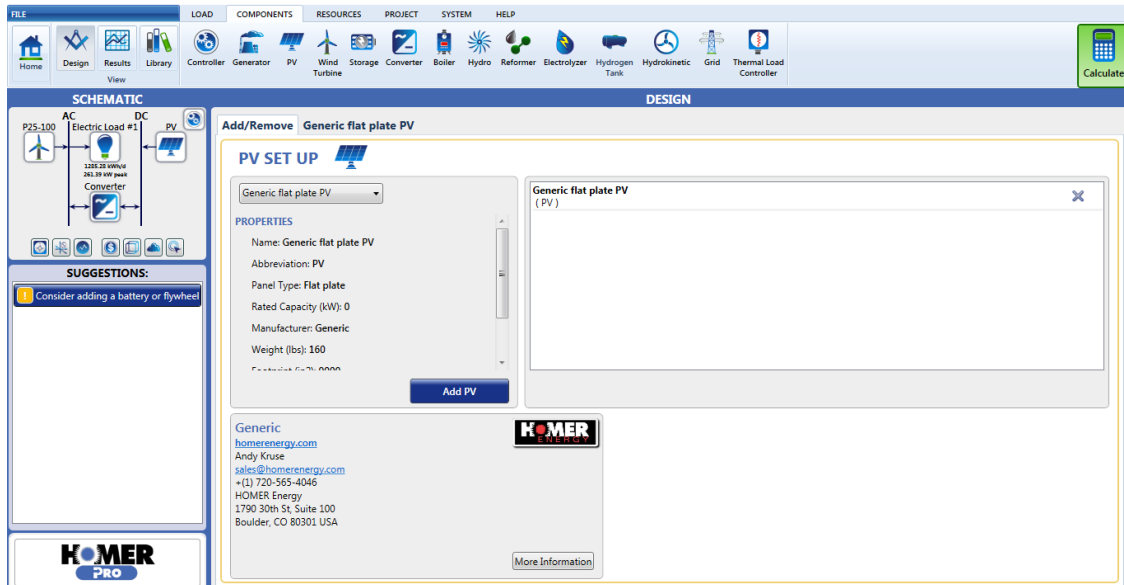 FILE
LOAD COMPONENTS RESOURCES PROJECT SYSTEM HELP
Home
Design
Results
Library
View
Controller
Generator
PV
Wind Turbine
Storage
Converter
Boiler
Hydro
Reformer
Electrolyzer
Hydrogen Tank
Hydrokinetic
Grid
Thermal Load Controller
Calculate
SCHEMATIC
AC DC
P25-100 Electric Load #1 PV
1285.28 kWh/d
261.39 kW peak
Converter
SUGGESTIONS:
! Consider adding a battery or flywheel
HOMER
PRO
DESIGN
Add/Remove Generic flat plate PV
PV SET UP
Generic flat plate PV
PROPERTIES
Name: Generic flat plate PV
Abbreviation: PV
Panel Type: Flat plate
Rated Capacity (kW): 0
Manufacturer: Generic
Weight (lbs): 160
Add PV
Generic flat plate PV
( PV )
Generic
homerenergy.com
Andy Kruse
sales@homerenergy.com
+(1) 720-565-4046
HOMER Energy
1790 30th St, Suite 100
Boulder, CO 80301 USA
HOMER
ENERGY
More Information